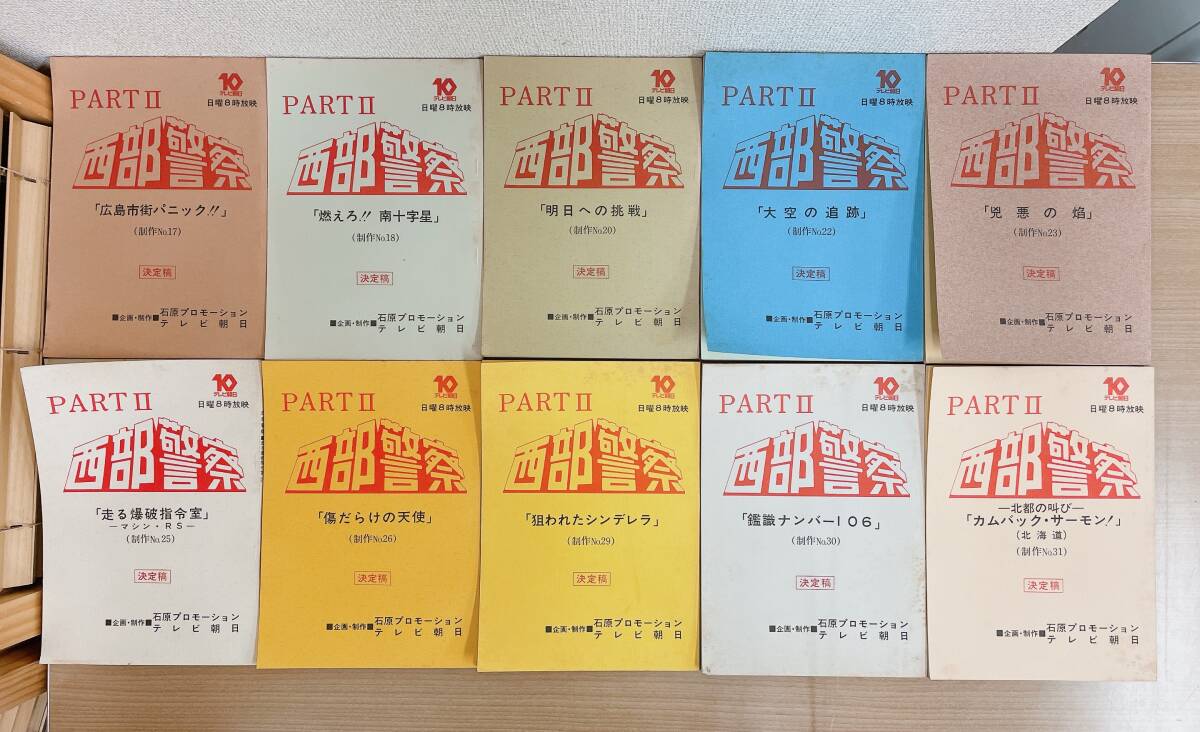 PART II
10
テレビ朝日
日曜8時放映
西部警察
「広島市街パニック!!」
(制作No.17)
決定稿
■企画・制作■石原プロモーション
テレビ朝日
PART II
10
テレビ朝日
日曜8時放映
西部警察
「燃えろ!! 南十字星」
(制作No.18)
決定稿
■企画・制作■石原プロモーション
テレビ朝日
PART II
10
テレビ朝日
日曜8時放映
西部警察
「明日への挑戦」
(制作No.20)
決定稿
■企画・制作■石原プロモーション
テレビ朝日
PART II
10
テレビ朝日
日曜8時放映
西部警察
「大空の追跡」
(制作No.22)
決定稿
■企画・制作■石原プロモーション
テレビ朝日
PART II
10
テレビ朝日
日曜8時放映
西部警察
「兇悪の焰」
(制作No.23)
決定稿
■企画・制作■石原プロモーション
テレビ朝日
PART II
10
テレビ朝日
日曜8時放映
西部警察
「走る爆破指令室」
―マシン・RS―
(制作No.25)
決定稿
■企画・制作■石原プロモーション
テレビ朝日
PART II
10
テレビ朝日
日曜8時放映
西部警察
「傷だらけの天使」
(制作No.26)
決定稿
■企画・制作■石原プロモーション
テレビ朝日
PART II
10
テレビ朝日
日曜8時放映
西部警察
「狙われたシンデレラ」
(制作No.29)
決定稿
■企画・制作■石原プロモーション
テレビ朝日
PART II
10
テレビ朝日
日曜8時放映
西部警察
「鑑識ナンバー106」
(制作No.30)
決定稿
■企画・制作■石原プロモーション
テレビ朝日
PART II
10
テレビ朝日
日曜8時放映
西部警察
―北都の叫び―
「カムバック・サーモン!」
(北海道)
(制作No.31)
決定稿
■企画・制作■石原プロモーション
テレビ朝日